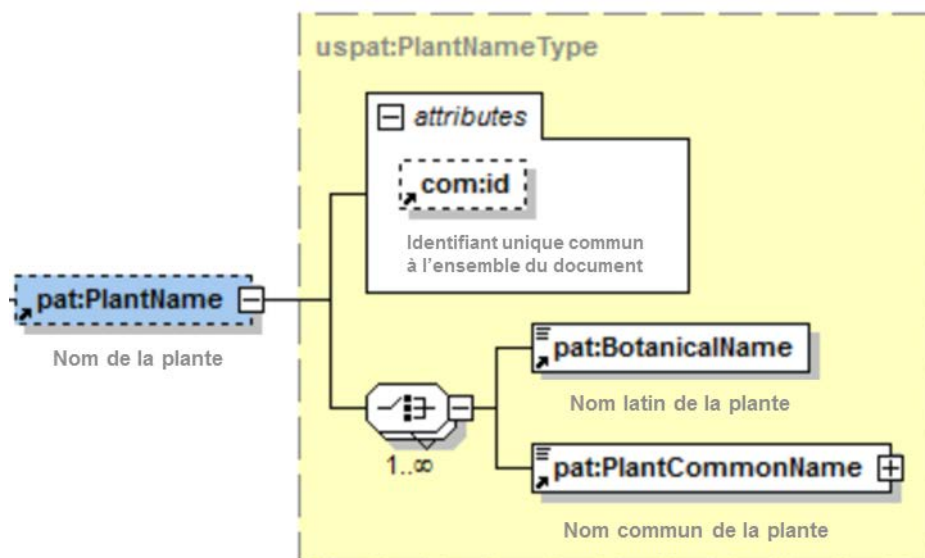 uspat:PlantNameType
attributes
com:id
Identifiant unique commun
à l'ensemble du document
pat:PlantName
Nom de la plante
pat:BotanicalName
Nom latin de la plante
1..∞
pat:PlantCommonName
Nom commun de la plante